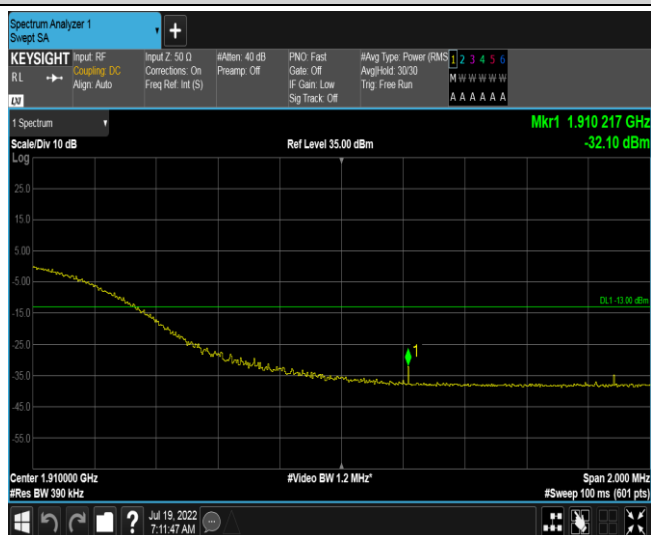 Spectrum Analyzer 1
Swept SA
KEYSIGHT
RL
LXI
Input: RF
Coupling: DC
Align: Auto
Input Z: 50 Ω
Corrections: On
Freq Ref: Int (S)
#Atten: 40 dB
Preamp: Off
PNO: Fast
Gate: Off
IF Gain: Low
Sig Track: Off
#Avg Type: Power (RMS
Avg|Hold: 30/30
Trig: Free Run
1 2 3 4 5 6
M W W W W W
A A A A A A
1 Spectrum
Mkr1 1.910 217 GHz
Scale/Div 10 dB
Ref Level 35.00 dBm
-32.10 dBm
Log
25.0
15.0
5.00
-5.00
DL1 -13.00 dBm
-15.0
-25.0
1
-35.0
-45.0
-55.0
Center 1.910000 GHz
#Video BW 1.2 MHz*
Span 2.000 MHz
#Res BW 390 kHz
#Sweep 100 ms (601 pts)
?
Jul 19, 2022
7:11:47 AM